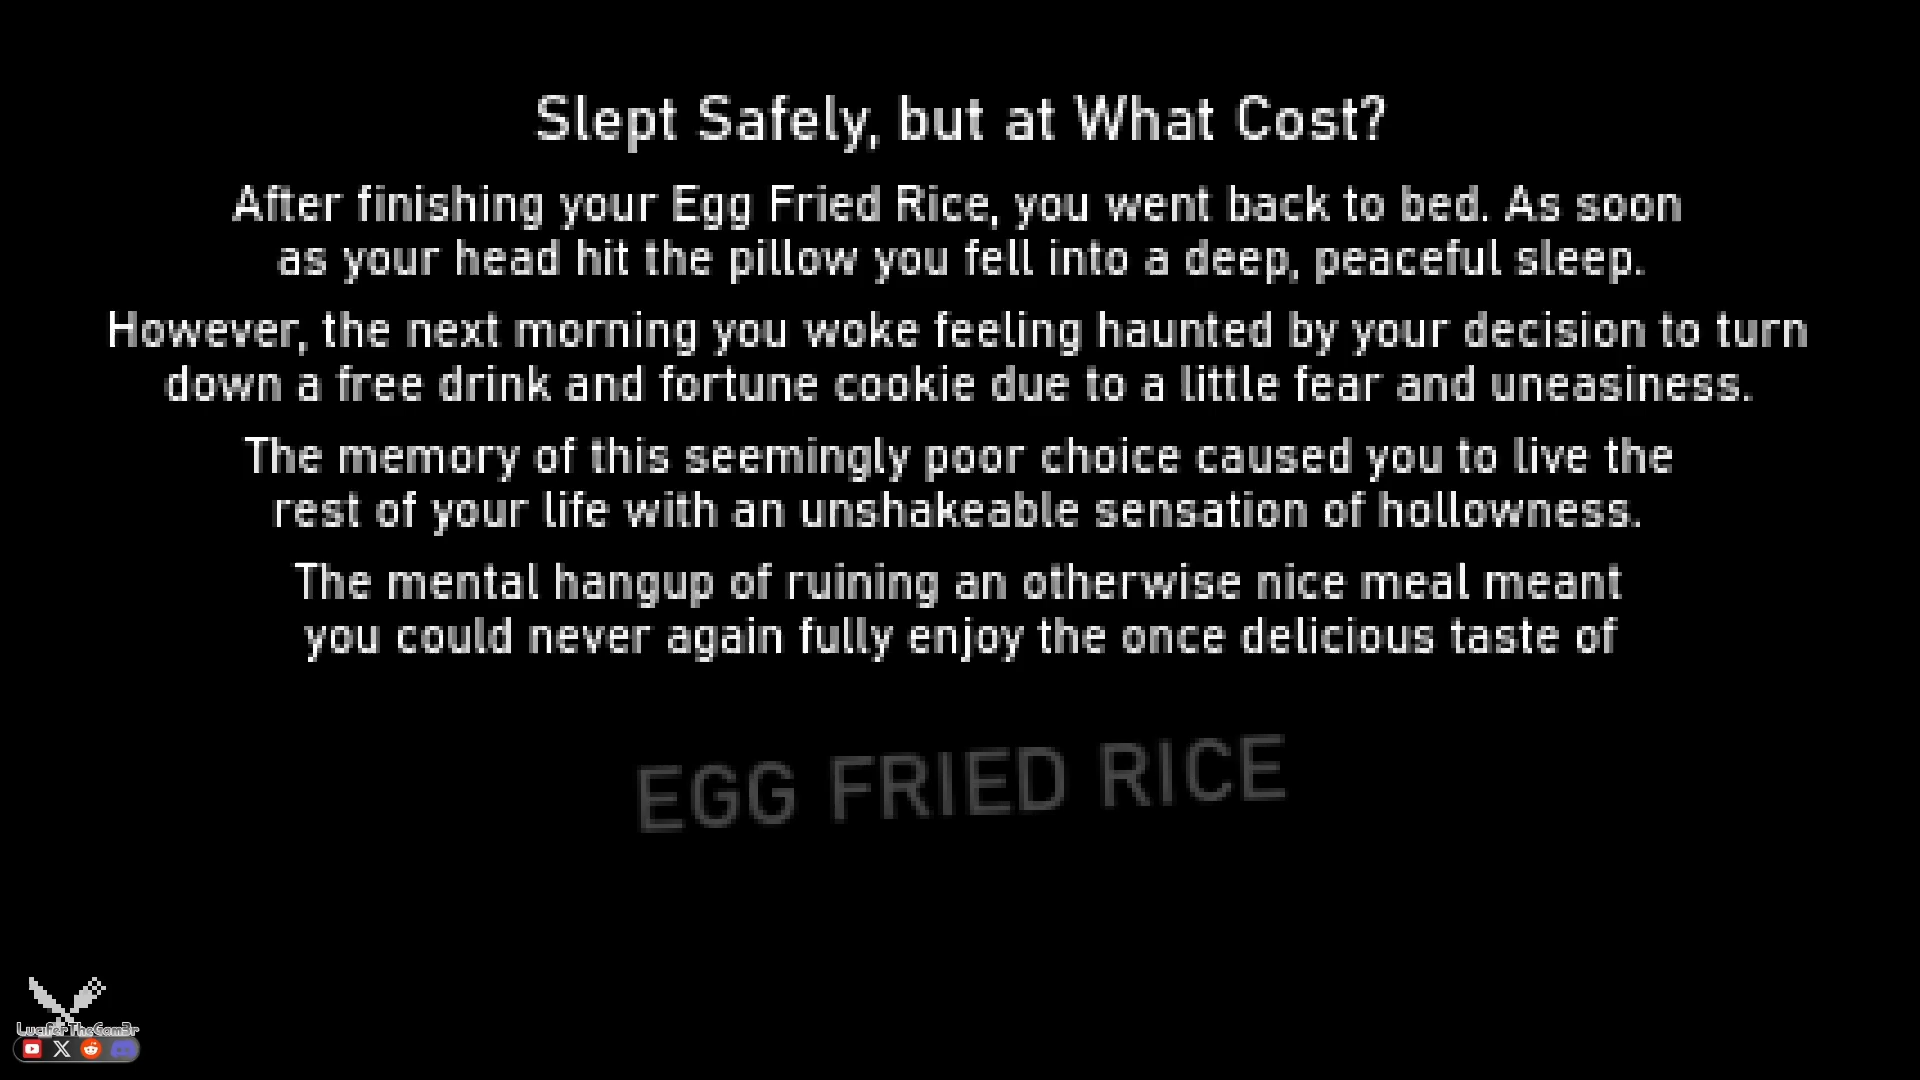 Slept Safely, but at What Cost?
After finishing your Egg Fried Rice, you went back to bed. As soon
as your head hit the pillow you fell into a deep, peaceful sleep.
However, the next morning you woke feeling haunted by your decision to turn
down a free drink and fortune cookie due to a little fear and uneasiness.
The memory of this seemingly poor choice caused you to live the
rest of your life with an unshakeable sensation of hollowness.
The mental hangup of ruining an otherwise nice meal meant
you could never again fully enjoy the once delicious taste of
EGG FRIED RICE
LuciferTheGam3r